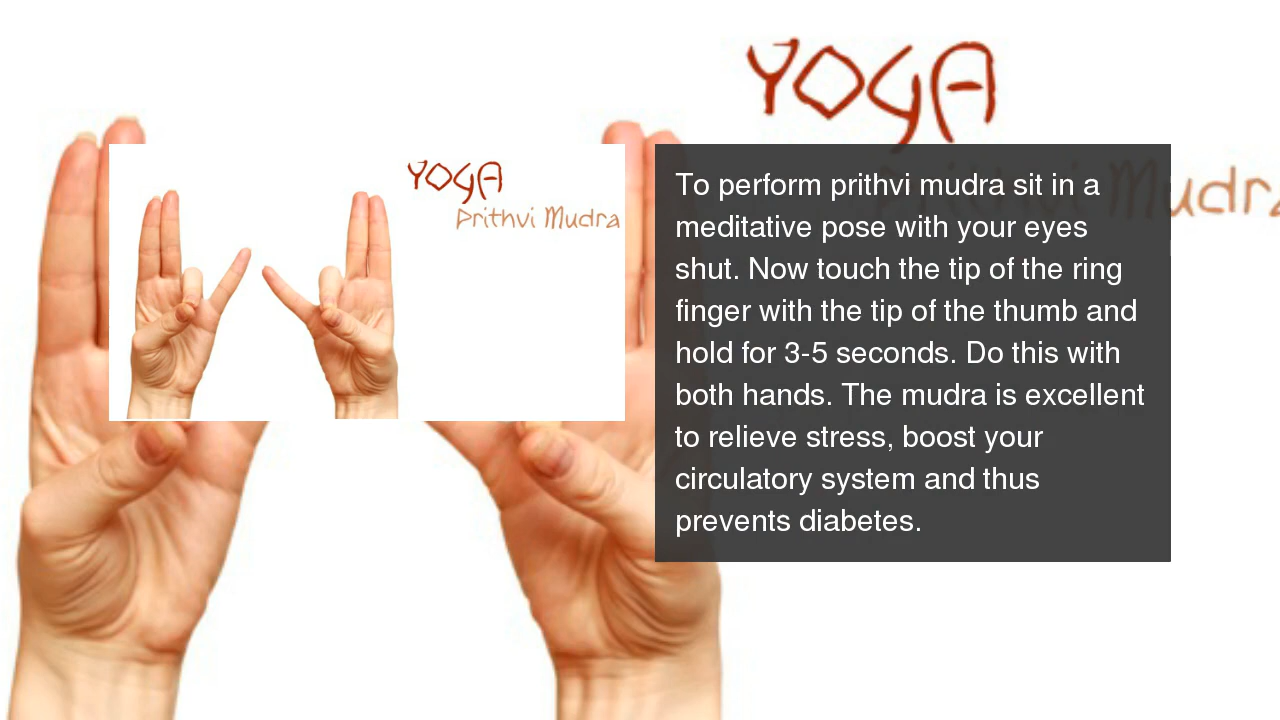 YOGA
Prithvi Mudra
YOGA
Prithvi Mudra
To perform prithvi mudra sit in a
meditative pose with your eyes
shut. Now touch the tip of the ring
finger with the tip of the thumb and
hold for 3-5 seconds. Do this with
both hands. The mudra is excellent
to relieve stress, boost your
circulatory system and thus
prevents diabetes.